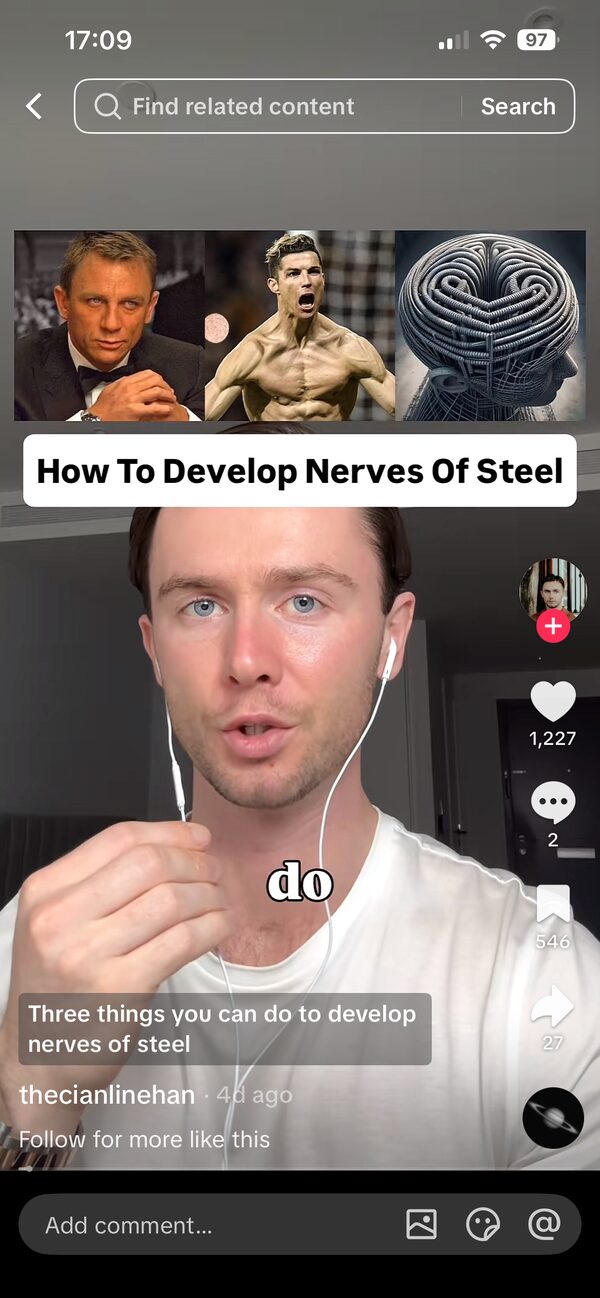 17:09
97
Find related content
Search
How To Develop Nerves Of Steel
1,227
2
do
546
Three things you can do to develop
nerves of steel
27
thecianlinehan · 4d ago
Follow for more like this
Add comment...